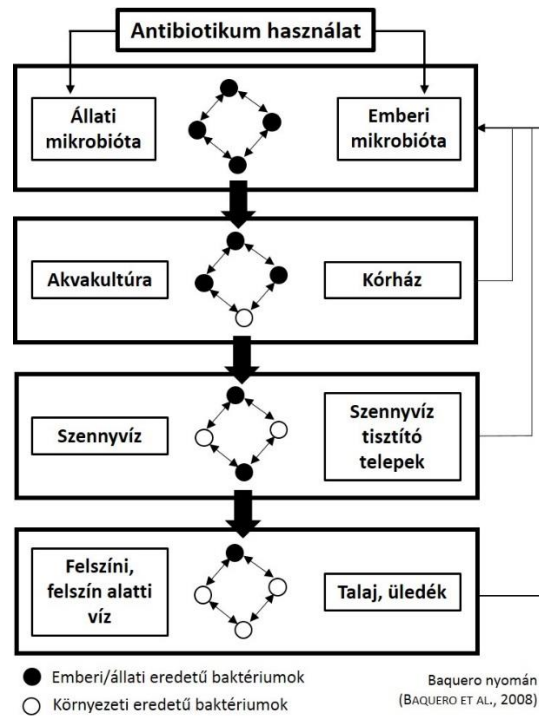 Antibiotikum használat
Állati
mikrobióta
Emberi
mikrobióta
Akvakultúra
Kórház
Szennyvíz
Szennyvíz
tisztító
telepek
Felszíni,
felszín alatti
víz
Talaj, üledék
Emberi/állati eredetű baktériumok
Környezeti eredetű baktériumok
Baquero nyomán
(BAQUERO ET AL., 2008)